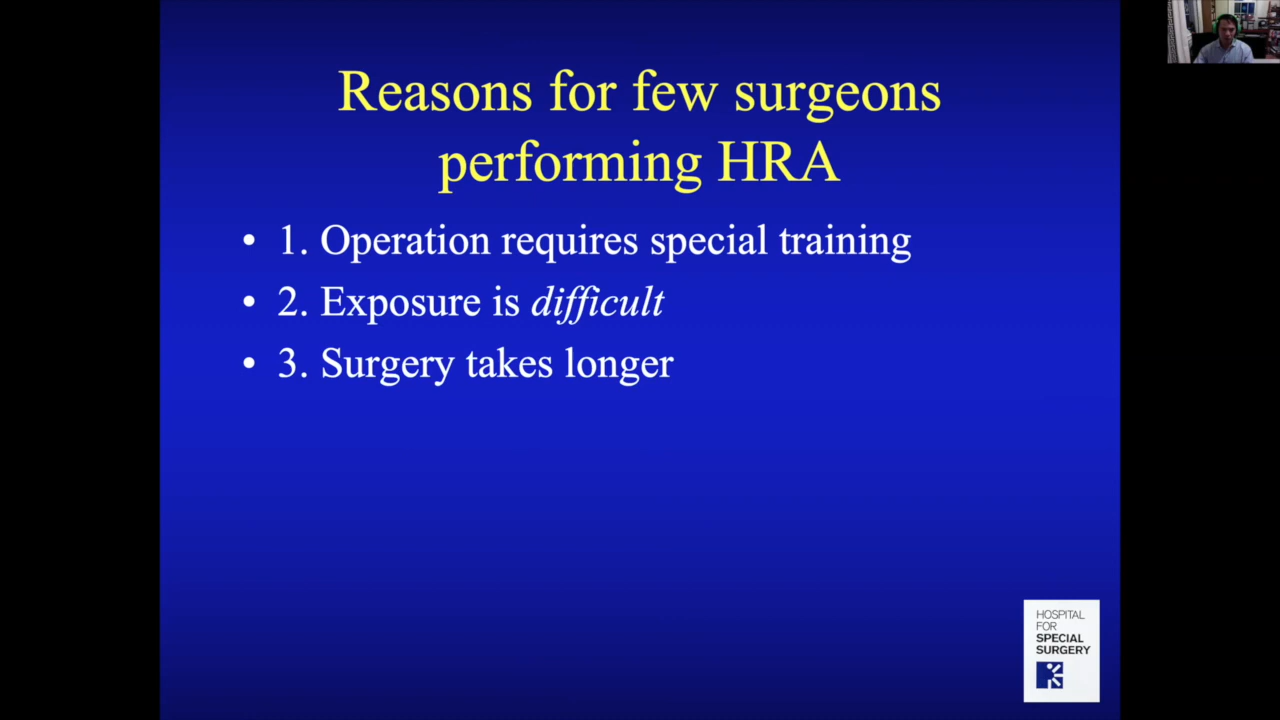 Reasons for few surgeons
performing HRA
• 1. Operation requires special training
• 2. Exposure is difficult
• 3. Surgery takes longer
HOSPITAL
FOR
SPECIAL
SURGERY